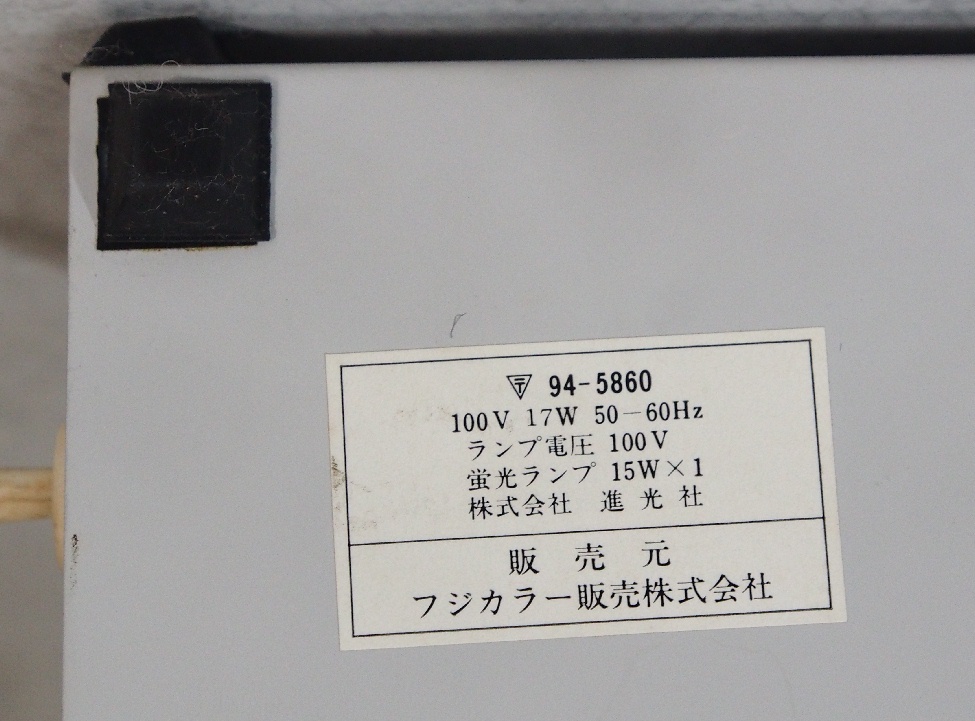 〒 94-5860
100V 17W 50－60Hz
ランプ電圧 100V
蛍光ランプ 15W×1
株式会社 進光社
販売元
フジカラー販売株式会社